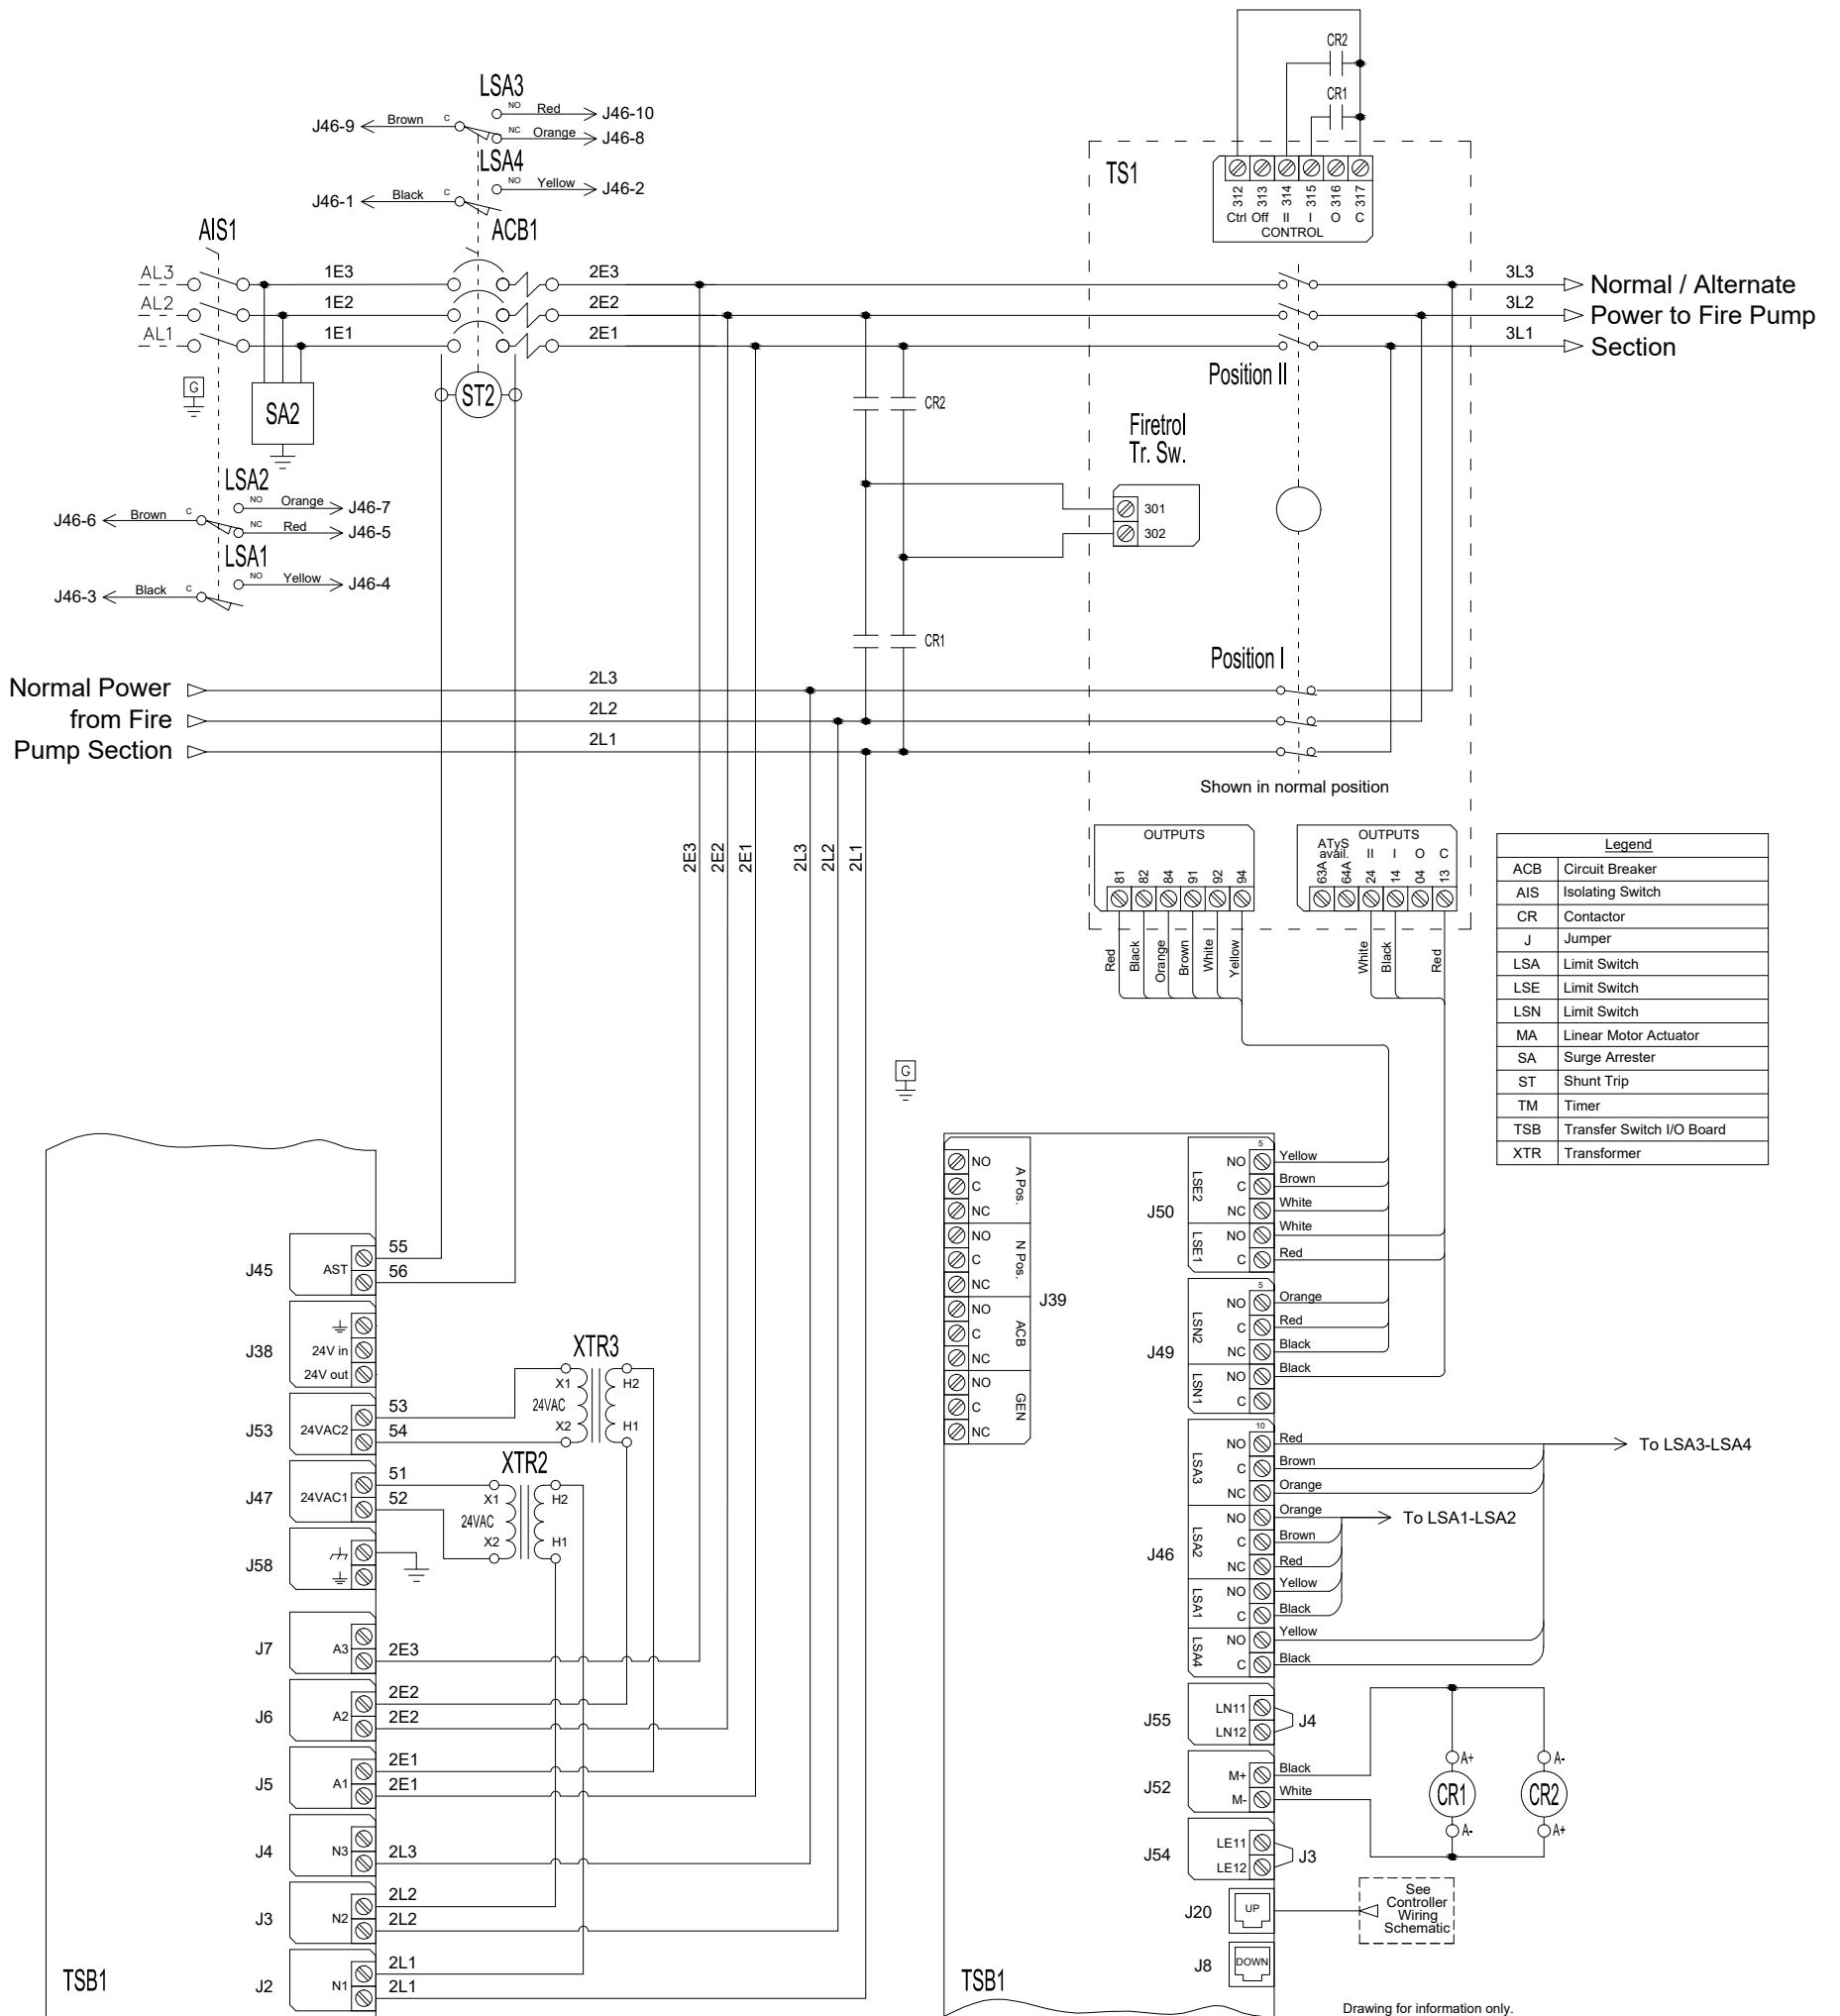 CR2
CR1
LSA3
NO Red J46-10
J46-9 Brown C
NC Orange J46-8
LSA4
NO Yellow J46-2
J46-1 Black C
TS1
312 313 314 315 316 317
Ctrl Off II I O C
CONTROL
AIS1
ACB1
AL3 1E3 2E3 3L3
AL2 1E2 2E2 3L2
AL1 1E1 2E1 3L1
Normal / Alternate
Power to Fire Pump
Section
G
SA2
ST2
Position II
CR2
Firetrol
Tr. Sw.
301
302
LSA2
NO Orange J46-7
J46-6 Brown C
NC Red J46-5
LSA1
NO Yellow J46-4
J46-3 Black C
CR1
Position I
Normal Power
from Fire
Pump Section
2L3
2L2
2L1
Shown in normal position
2E3 2E2 2E1 2L3 2L2 2L1
OUTPUTS
81 82 84 91 92 94
OUTPUTS
ATyS
avail. II I O C
63A 64A 24 14 04 13
Red Black Orange Brown White Yellow
White Black Red
Legend
ACB Circuit Breaker
AIS Isolating Switch
CR Contactor
J Jumper
LSA Limit Switch
LSE Limit Switch
LSN Limit Switch
MA Linear Motor Actuator
SA Surge Arrester
ST Shunt Trip
TM Timer
TSB Transfer Switch I/O Board
XTR Transformer
G
J45 AST 55
56
J38 24V in
24V out
J53 24VAC2 53
54
XTR3
X1 H2
24VAC
X2 H1
J47 24VAC1 51
52
XTR2
X1 H2
24VAC
X2 H1
J58
J7 A3 2E3
J6 A2 2E2
2E2
J5 A1 2E1
2E1
J4 N3 2L3
J3 N2 2L2
2L2
J2 N1 2L1
2L1
TSB1
J39
NO C NC A Pos.
NO C NC N Pos.
NO C NC ACB
NO C NC GEN
J50
5
LSE2
NO Yellow
C Brown
NC White
LSE1
NO White
C Red
J49
5
LSN2
NO Orange
C Red
NC Black
LSN1
NO Black
C
J46
10
LSA3
NO Red
C Brown
NC Orange
To LSA3-LSA4
LSA2
NO Orange
C Brown
NC Red
To LSA1-LSA2
LSA1
NO Yellow
C Black
LSA4
NO Yellow
C Black
J55 LN11
LN12 J4
J52 M+ Black
M- White
A+ A-
CR1 CR2
A- A+
J54 LE11
LE12 J3
J20 UP
See
Controller
Wiring
Schematic
J8 DOWN
TSB1
Drawing for information only.